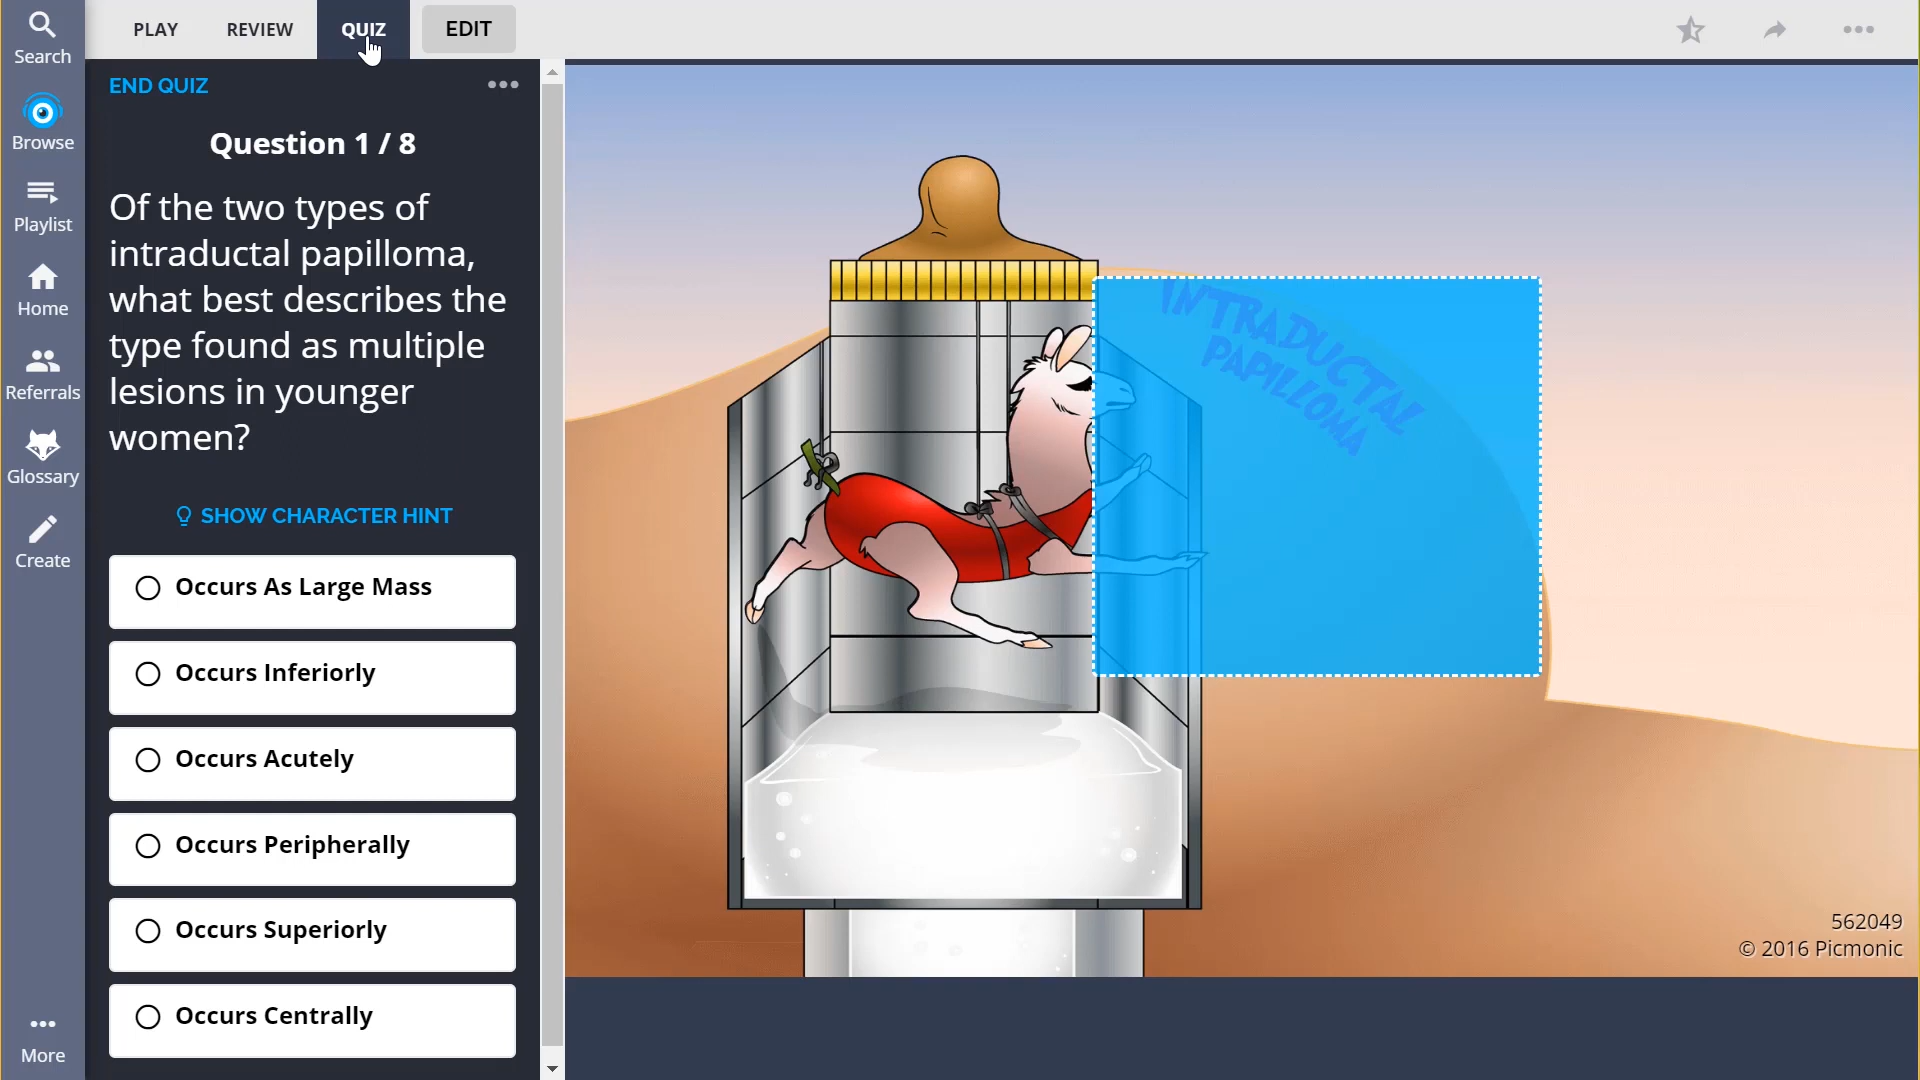 Search
Browse
Playlist
Home
Referrals
Glossary
Create
More
PLAY
REVIEW
QUIZ
EDIT
END QUIZ
Question 1 / 8
Of the two types of
intraductal papilloma,
what best describes the
type found as multiple
lesions in younger
women?
SHOW CHARACTER HINT
Occurs As Large Mass
Occurs Inferiorly
Occurs Acutely
Occurs Peripherally
Occurs Superiorly
Occurs Centrally
INTRADUCTAL
PAPILLOMA
562049
© 2016 Picmonic